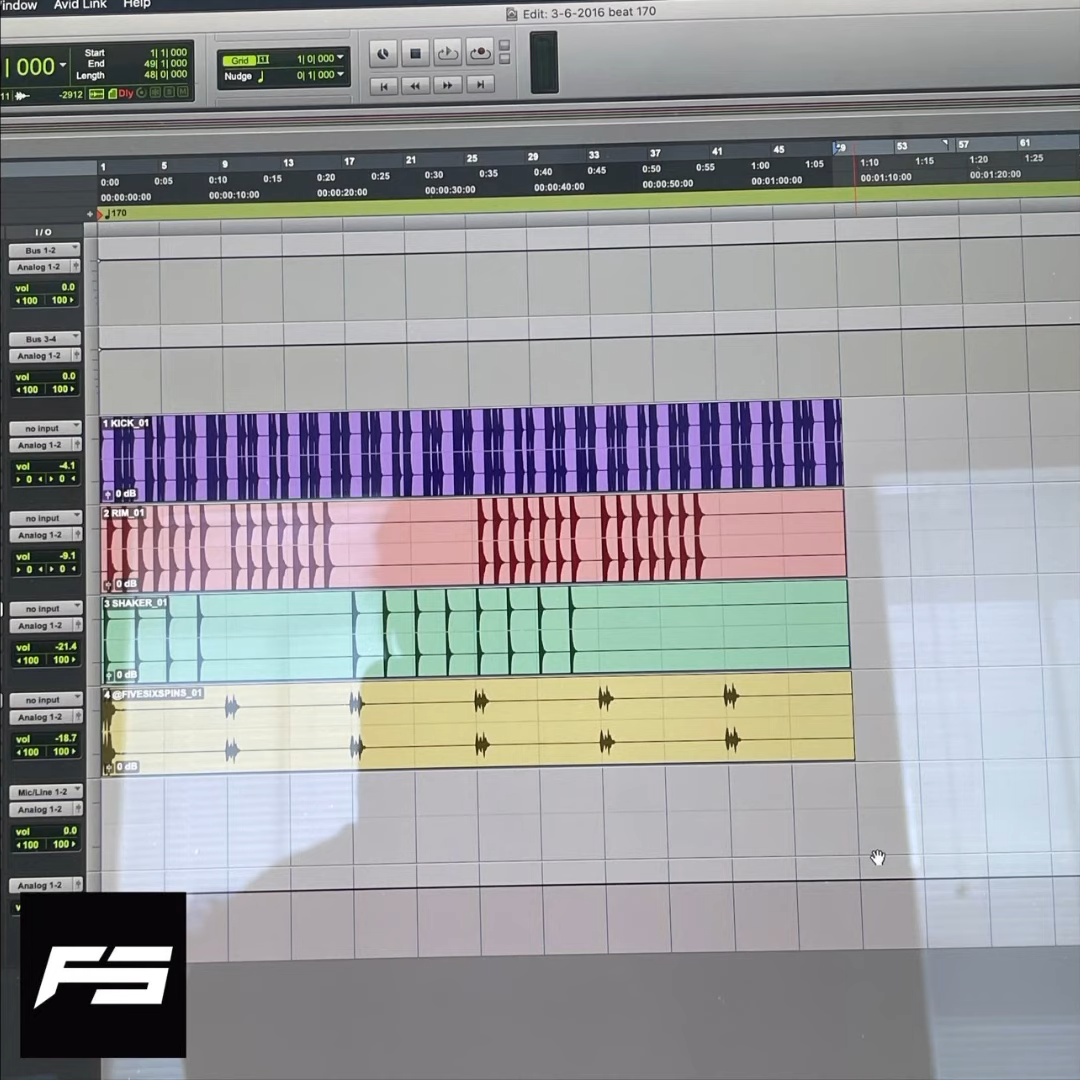 indow Avid Link Help
Edit: 3-6-2016 beat 170
| 000
Start 1| 1| 000
End 49| 1| 000
Length 48| 0| 000
Grid 1| 0| 000
Nudge 0| 1| 000
11 -2912 Dly
1 5 9 13 17 21 25 29 33 37 41 45 49 53 57 61
0:00 0:05 0:10 0:15 0:20 0:25 0:30 0:35 0:40 0:45 0:50 0:55 1:00 1:05 1:10 1:15 1:20 1:25
00:00:00:00 00:00:10:00 00:00:20:00 00:00:30:00 00:00:40:00 00:00:50:00 00:01:00:00 00:01:10:00 00:01:20:00
170
I/O
Bus 1-2
Analog 1-2
vol 0.0
100 100
Bus 3-4
Analog 1-2
vol 0.0
100 100
no input
1 KICK_01
Analog 1-2
vol -4.1
0 0
0 dB
no input
2 RIM_01
Analog 1-2
vol -9.1
0 0
0 dB
no input
3 SHAKER_01
Analog 1-2
vol -21.4
100 100
0 dB
no input
4 @FIVESIXSPINS_01
Analog 1-2
vol -18.7
100 100
0 dB
Mic/Line 1-2
Analog 1-2
vol 0.0
100 100
Analog 1-2
FS